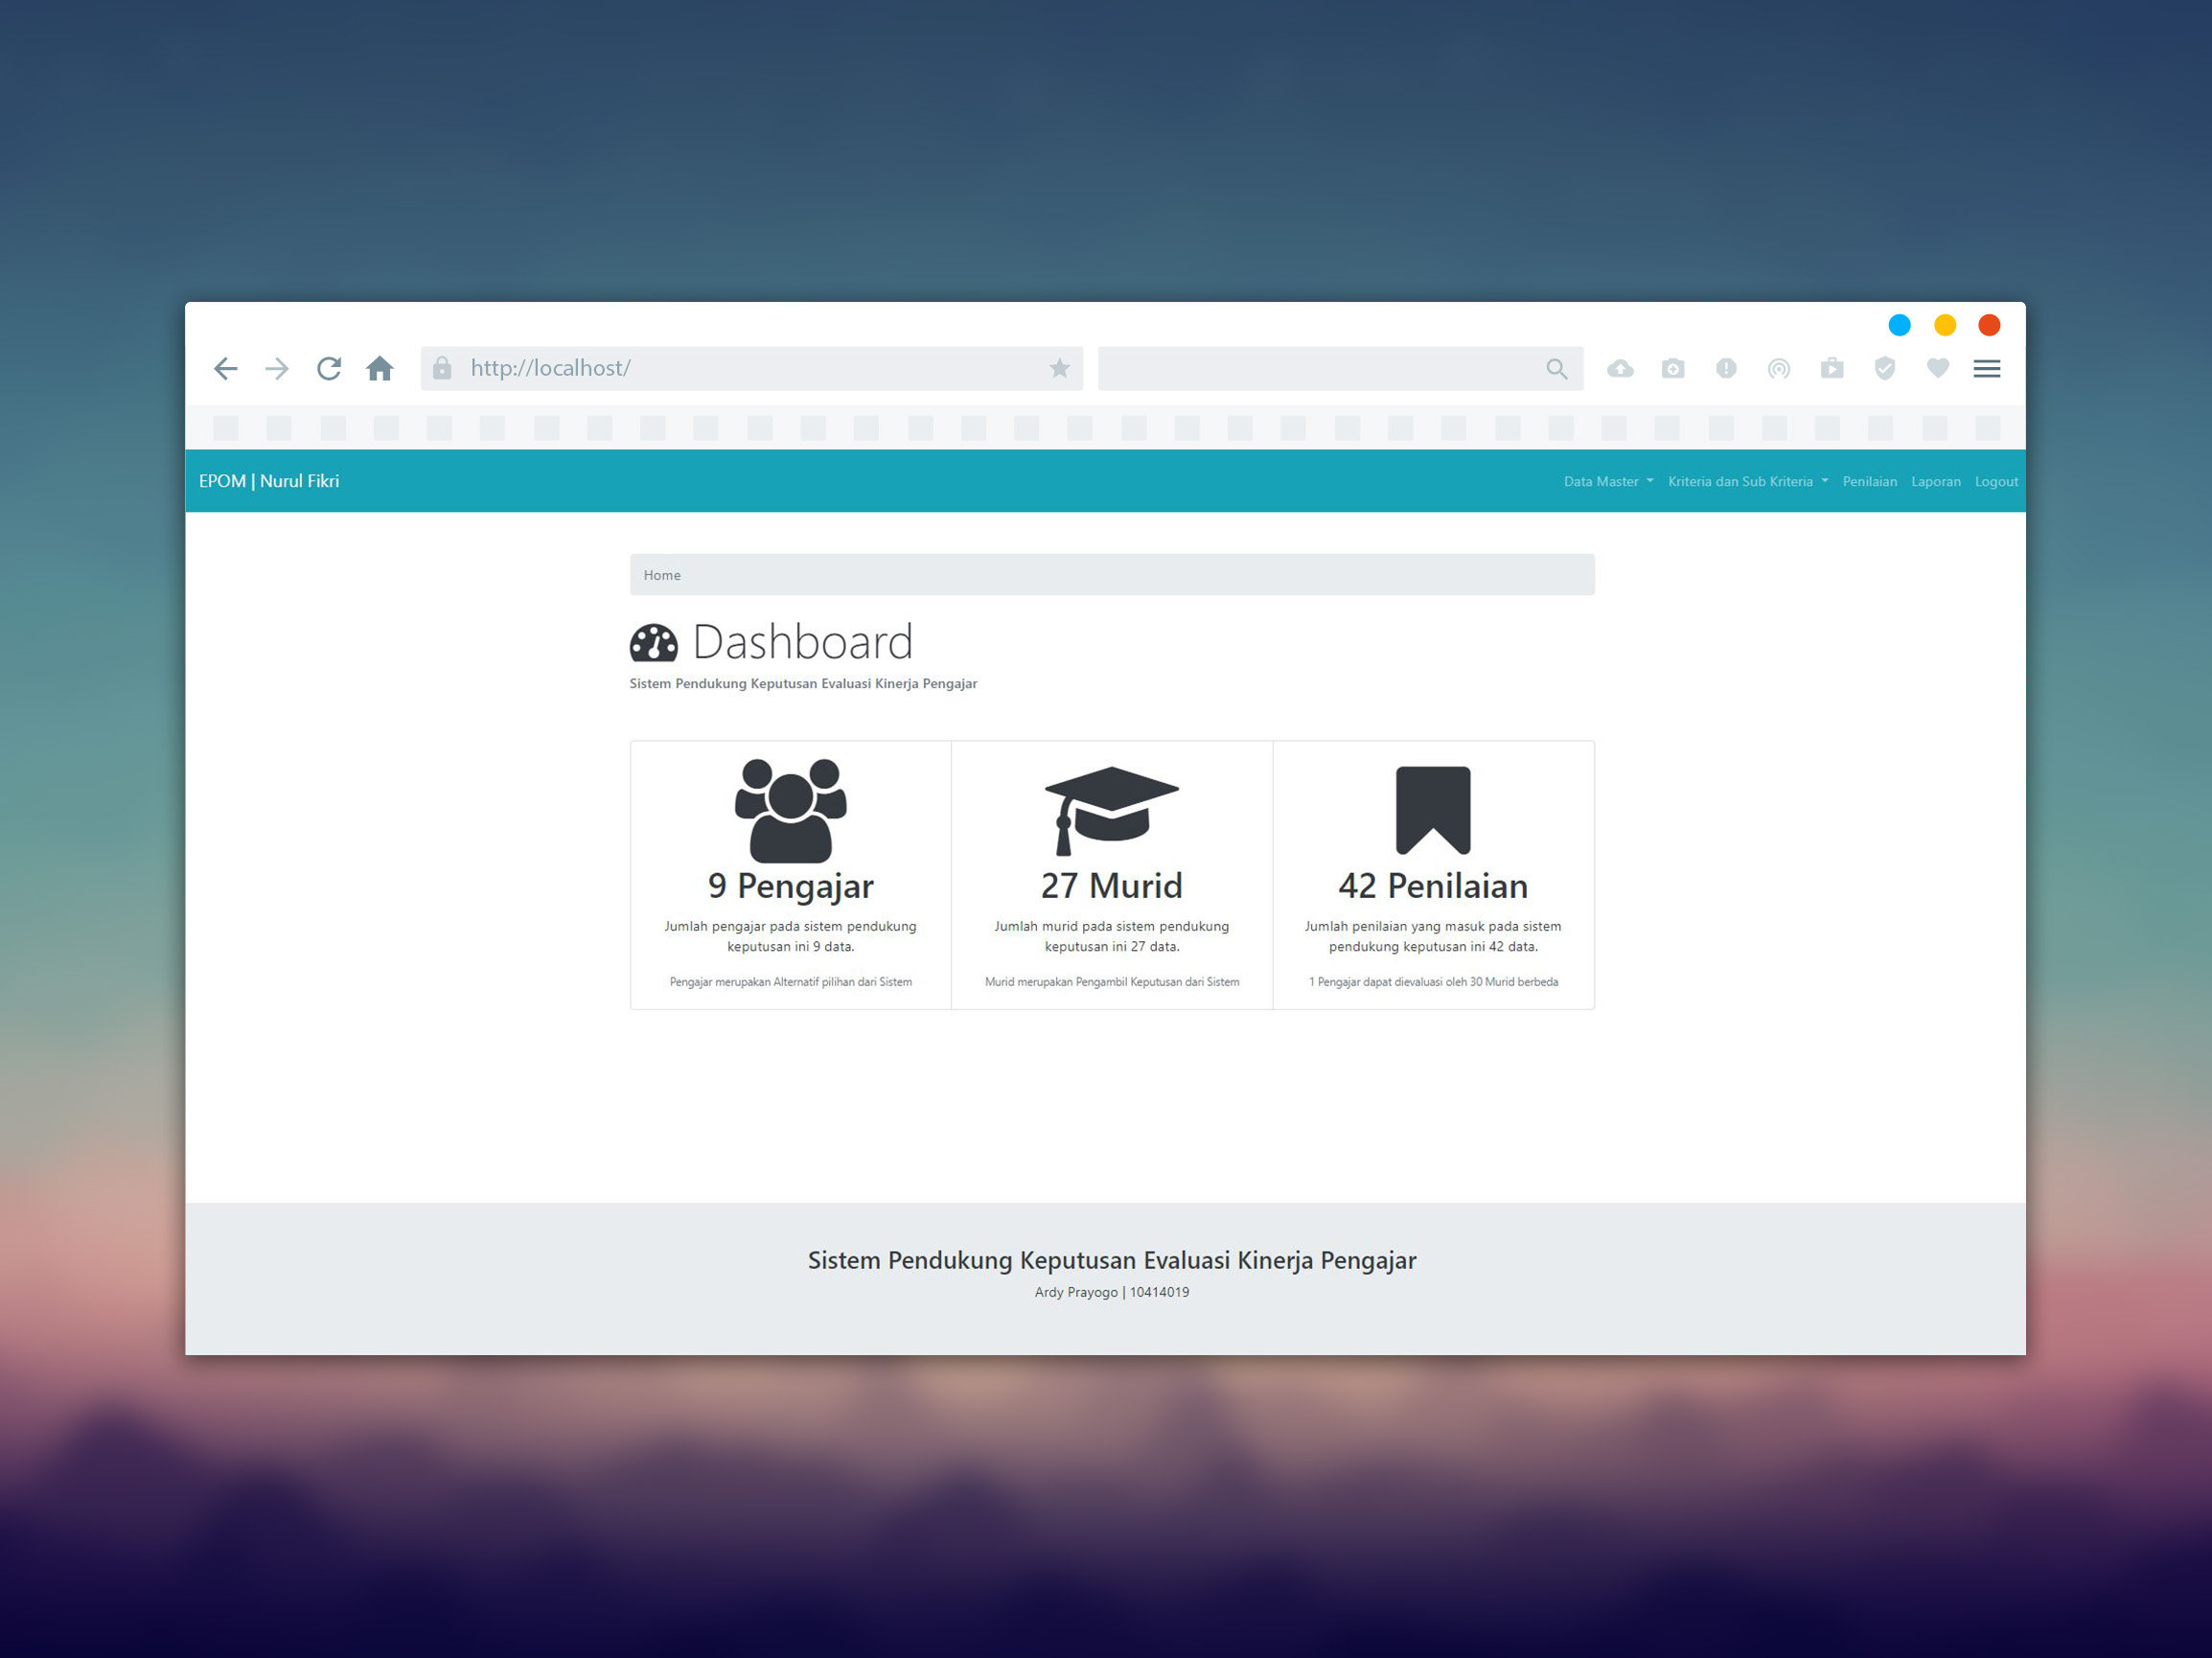 http://localhost/
EPOM | Nurul Fikri
Data Master Kriteria dan Sub Kriteria Penilaian Laporan Logout
Home
Dashboard
Sistem Pendukung Keputusan Evaluasi Kinerja Pengajar
9 Pengajar
Jumlah pengajar pada sistem pendukung
keputusan ini 9 data.
Pengajar merupakan Alternatif pilihan dari Sistem
27 Murid
Jumlah murid pada sistem pendukung
keputusan ini 27 data.
Murid merupakan Pengambil Keputusan dari Sistem
42 Penilaian
Jumlah penilaian yang masuk pada sistem
pendukung keputusan ini 42 data.
1 Pengajar dapat dievaluasi oleh 30 Murid berbeda
Sistem Pendukung Keputusan Evaluasi Kinerja Pengajar
Ardy Prayogo | 10414019